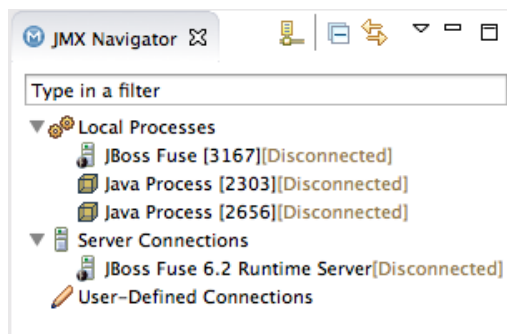 JMX Navigator
Type in a filter
Local Processes
JBoss Fuse [3167][Disconnected]
Java Process [2303][Disconnected]
Java Process [2656][Disconnected]
Server Connections
JBoss Fuse 6.2 Runtime Server[Disconnected]
User-Defined Connections